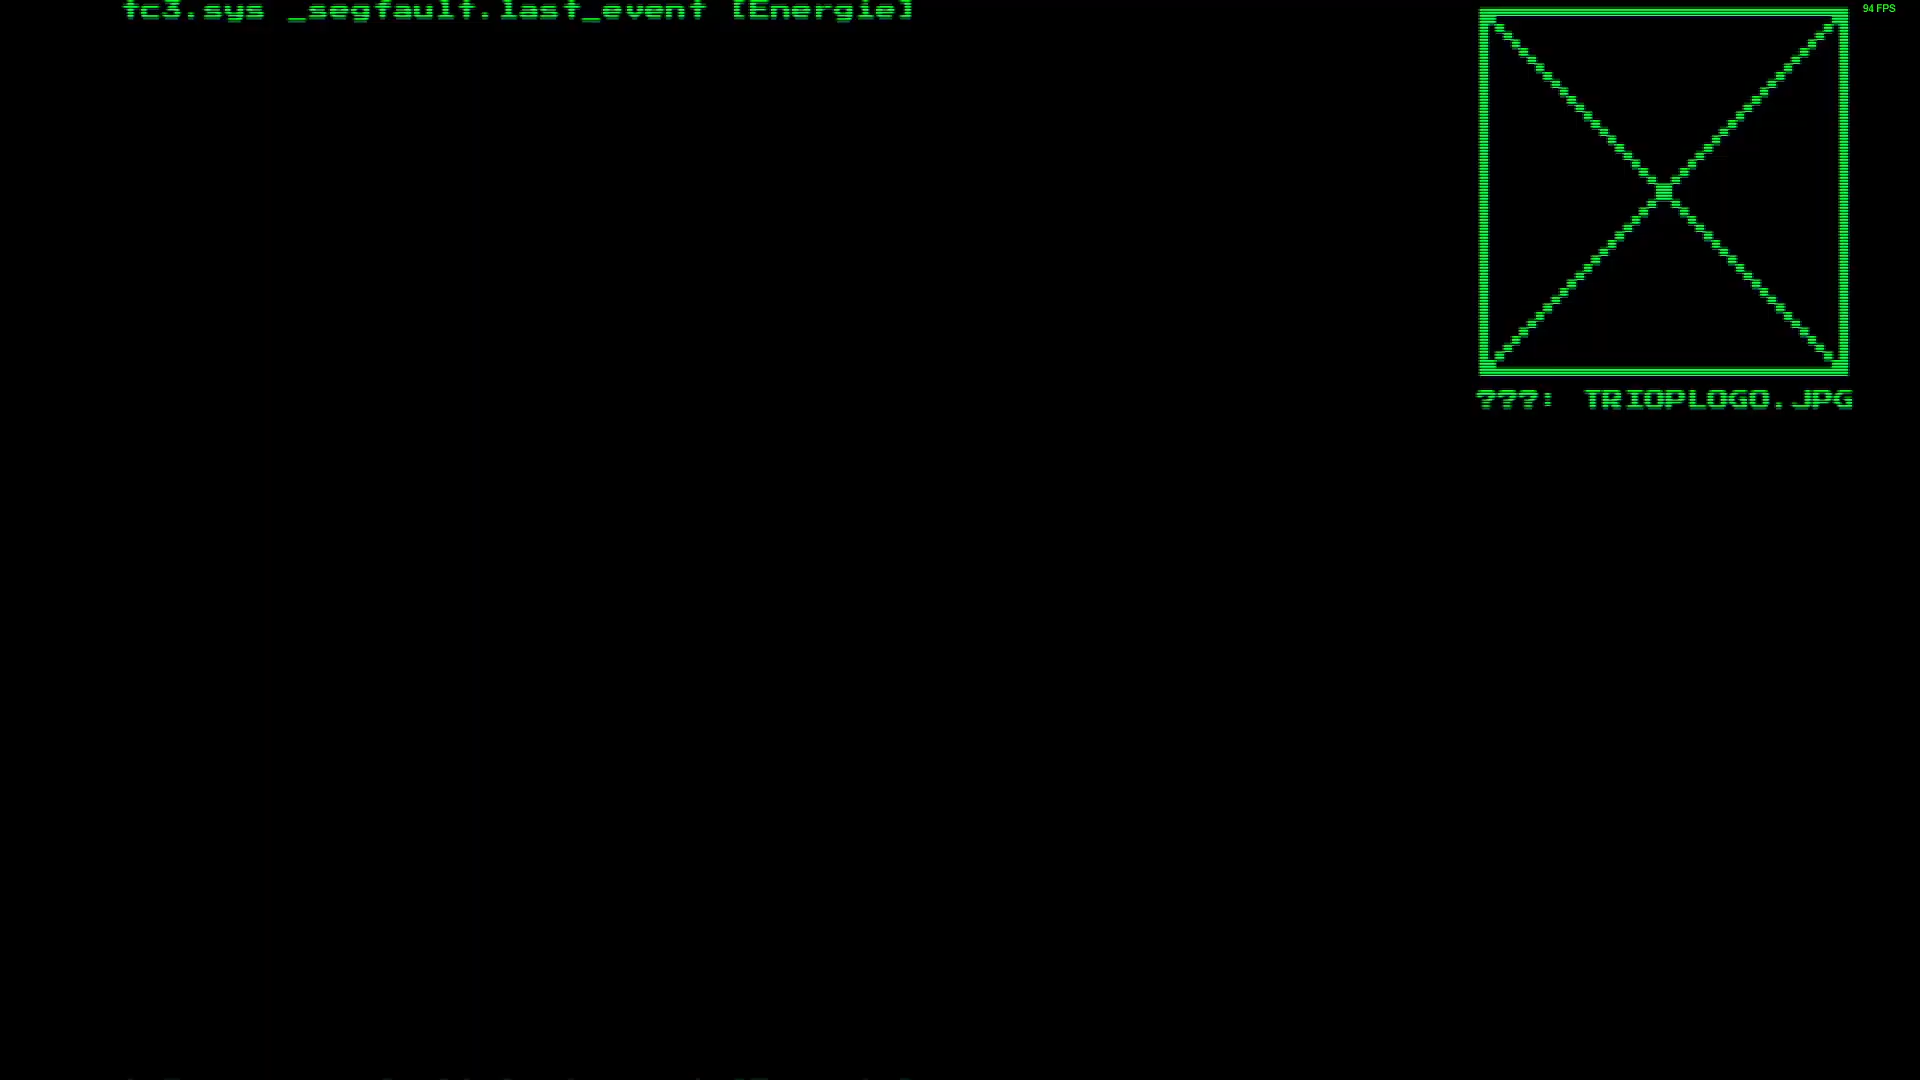 fc3.sys _segfault.last_event [Energie]
94 FPS
???: TRIOPLOGO.JPG